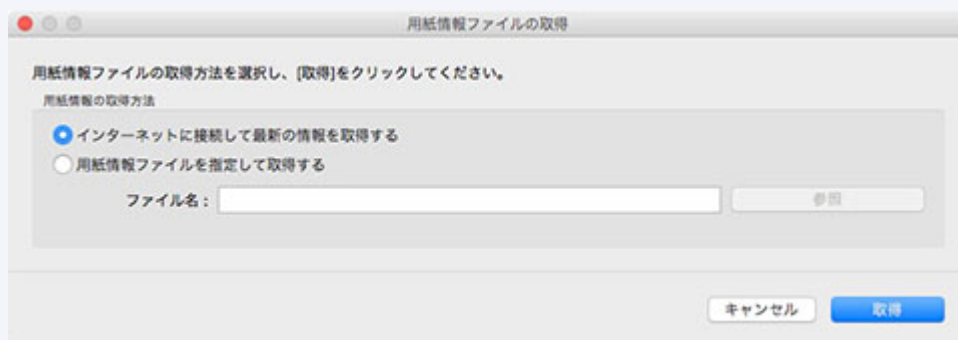 用紙情報ファイルの取得
用紙情報ファイルの取得方法を選択し、[取得]をクリックしてください。
用紙情報の取得方法
インターネットに接続して最新の情報を取得する
用紙情報ファイルを指定して取得する
ファイル名： 参照
キャンセル 取得